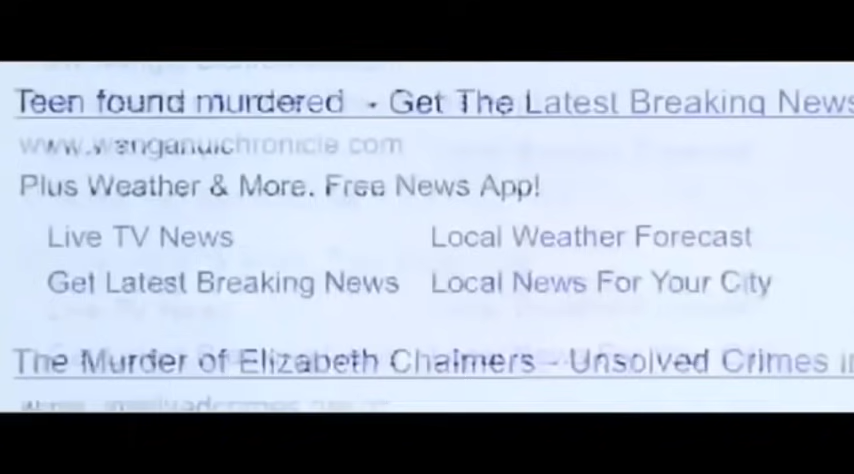 Teen found murdered - Get The Latest Breaking News
www.wanganuichronicle.com
Plus Weather & More. Free News App!
Live TV News
Local Weather Forecast
Get Latest Breaking News
Local News For Your City
The Murder of Elizabeth Chalmers - Unsolved Crimes in